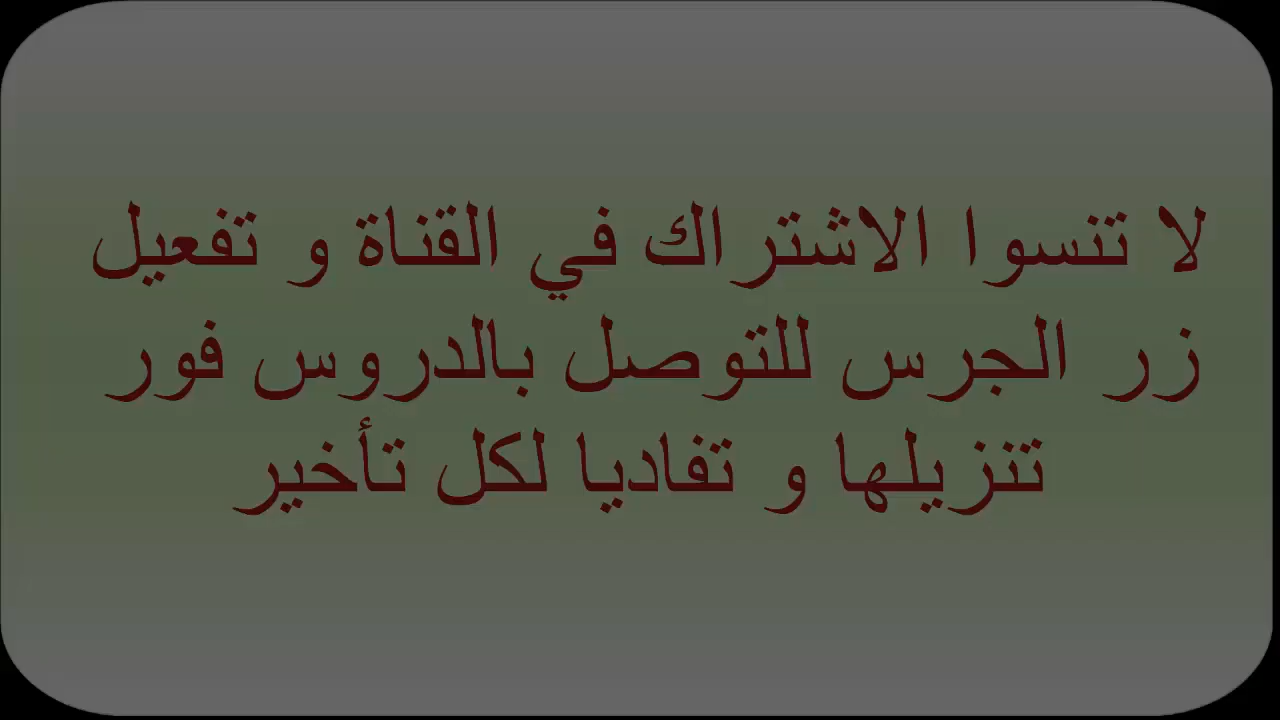 لا تنسوا الاشتراك في القناة و تفعيل
زر الجرس للتوصل بالدروس فور
تنزيلها و تفاديا لكل تأخير